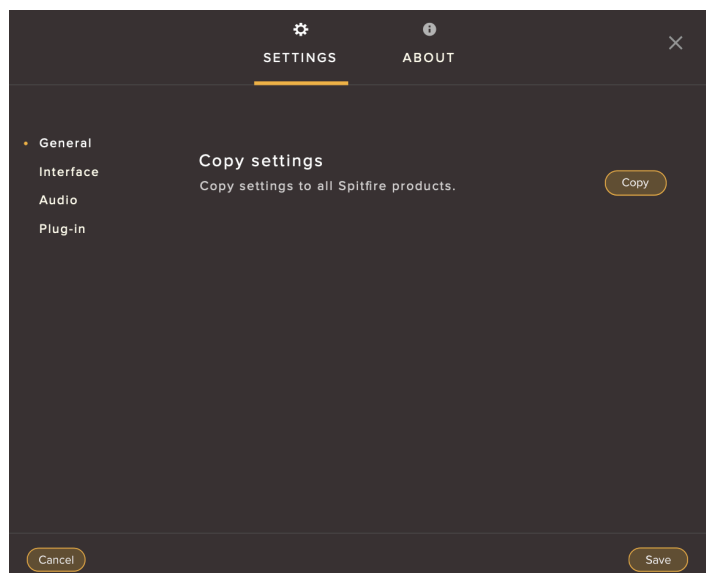 SETTINGS
ABOUT
General
Interface
Audio
Plug-in
Copy settings
Copy settings to all Spitfire products.
Copy
Cancel
Save